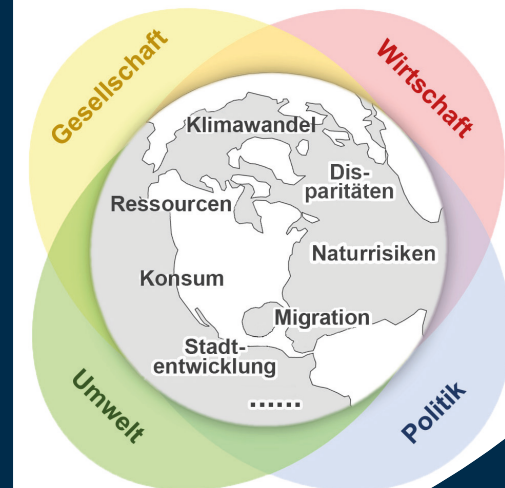 Gesellschaft
Wirtschaft
Klimawandel
Dis-
paritäten
Ressourcen
Naturrisiken
Konsum
Migration
Stadt-
entwicklung
......
Umwelt
Politik